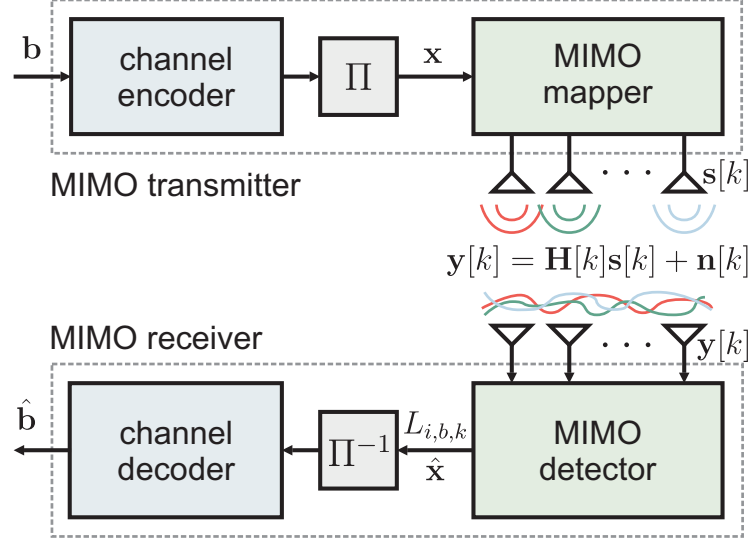 b
channel
encoder
Π
x
MIMO
mapper
MIMO transmitter
· · ·
s[k]
y[k] = H[k]s[k] + n[k]
MIMO receiver
· · ·
y[k]
b̂
channel
decoder
Π⁻¹
L_{i,b,k}
x̂
MIMO
detector